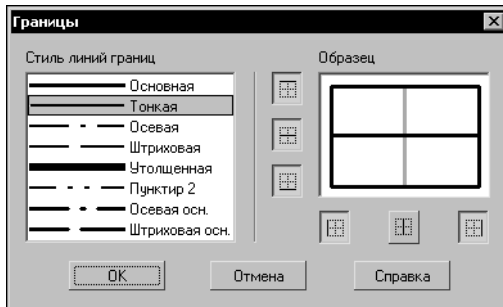 Границы
Стиль линий границ
Образец
Основная
Тонкая
Осевая
Штриховая
Утолщенная
Пунктир 2
Осевая осн.
Штриховая осн.
OK
Отмена
Справка